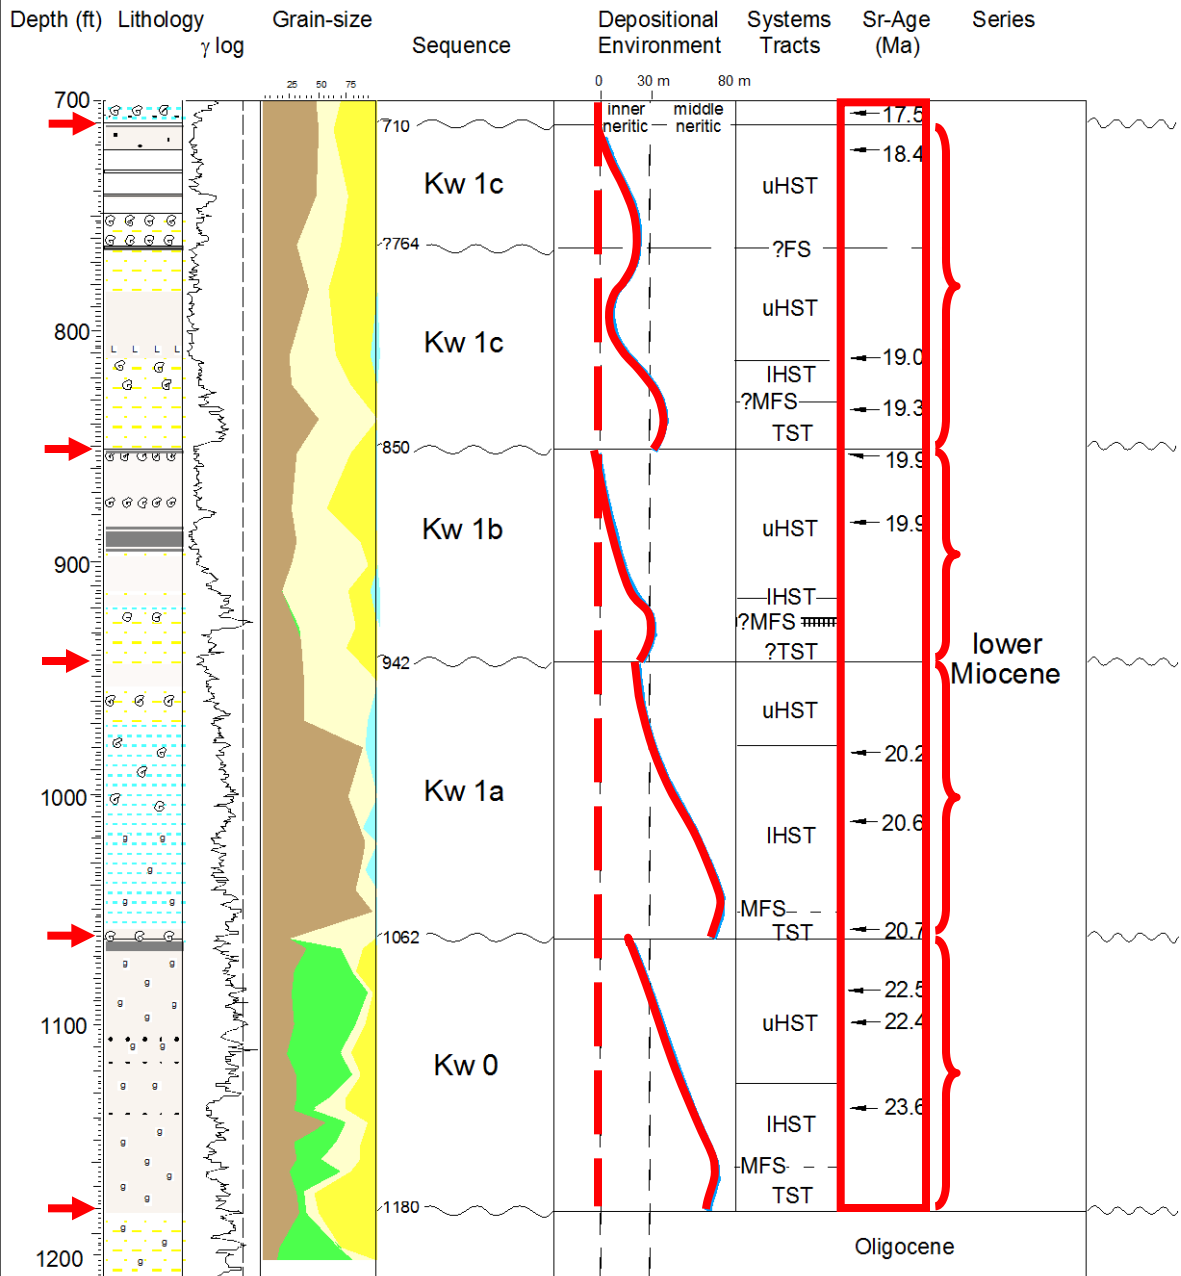 Depth (ft) Lithology Grain-size Depositional Systems Sr-Age Series
γ log Sequence Environment Tracts (Ma)
25 50 75 0 30 m 80 m
700 inner middle 17.5
710 neritic neritic
18.4
Kw 1c uHST
?764 ?FS
uHST
800
L L L L Kw 1c 19.0
lHST
?MFS 19.3
TST
850 19.9
Kw 1b uHST 19.9
900
lHST
?MFS
?TST lower
942 Miocene
uHST
20.2
Kw 1a
1000
20.6
g g lHST
g
g g MFS
TST 20.7
1062
g g
g 22.5
g g
g uHST 22.4
1100
g g
Kw 0
g g 23.6
g lHST
g
g MFS
g
g TST
g
1180
g
g Oligocene
1200 g